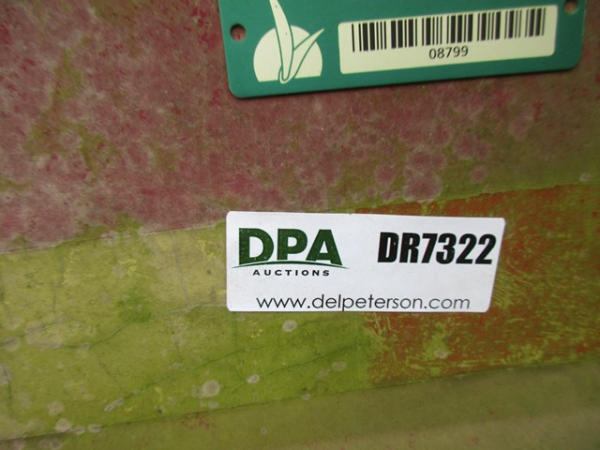 08799
DPA
AUCTIONS
DR7322
www.delpeterson.com